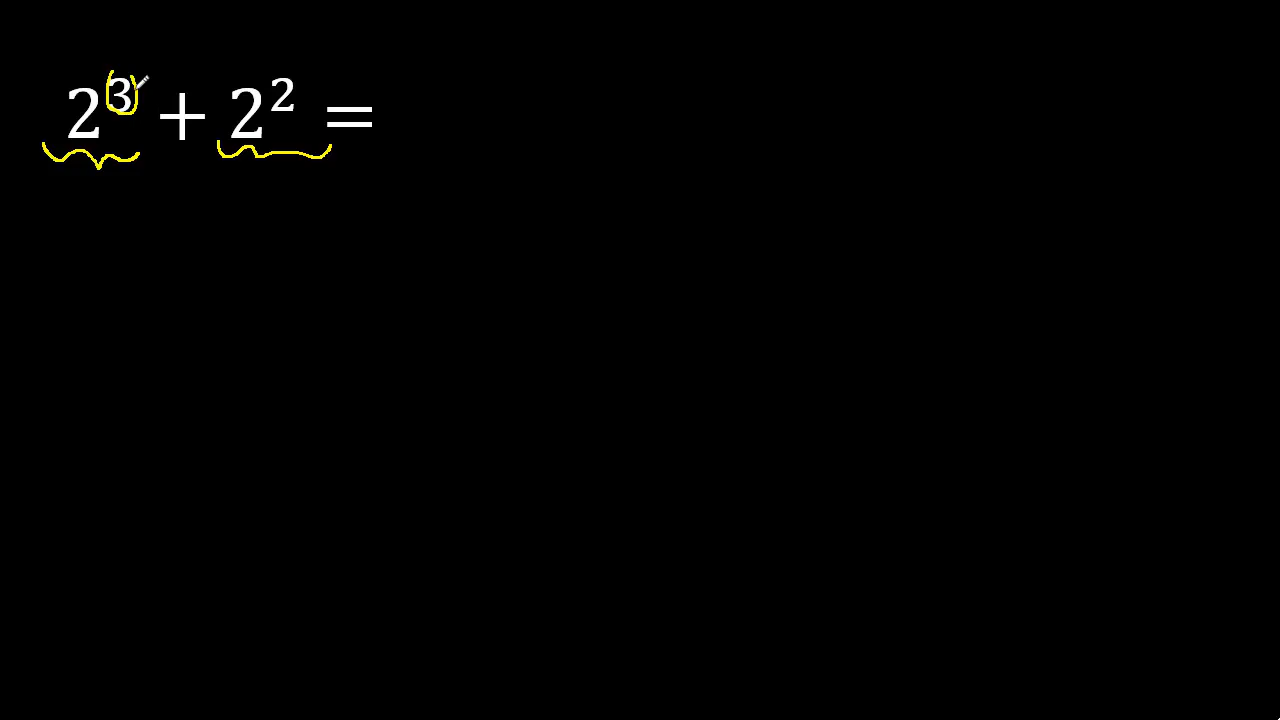 2³ + 2² =